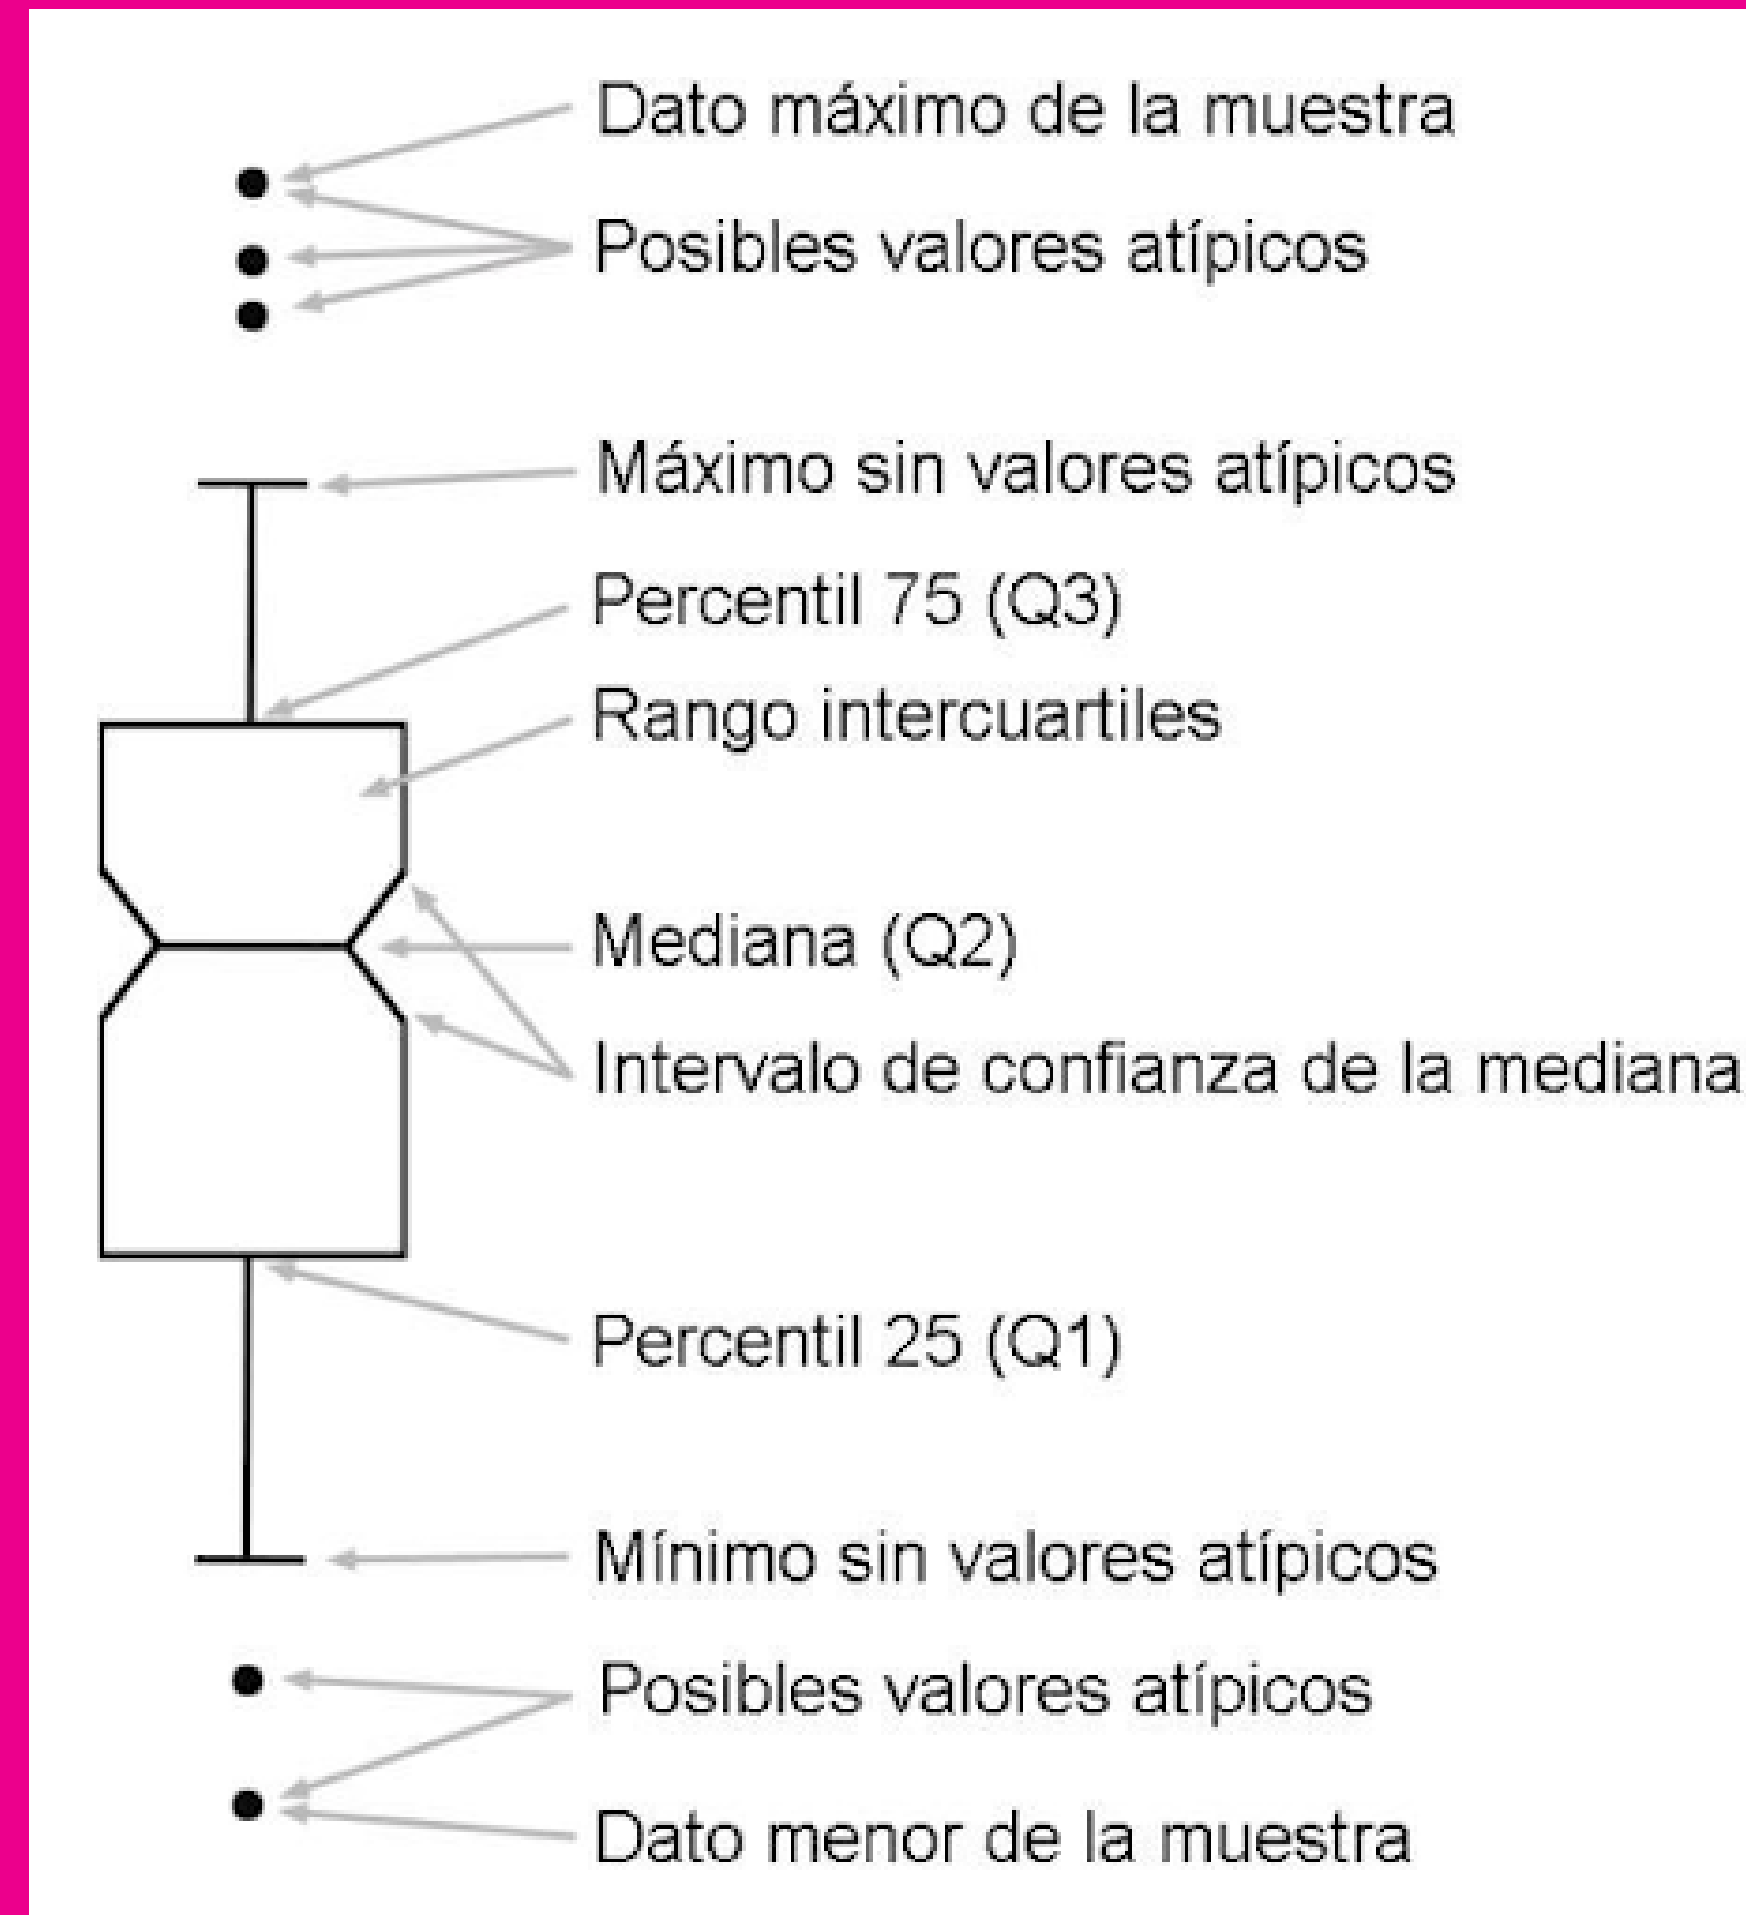 Dato máximo de la muestra
Posibles valores atípicos
Máximo sin valores atípicos
Percentil 75 (Q3)
Rango intercuartiles
Mediana (Q2)
Intervalo de confianza de la mediana
Percentil 25 (Q1)
Mínimo sin valores atípicos
Posibles valores atípicos
Dato menor de la muestra